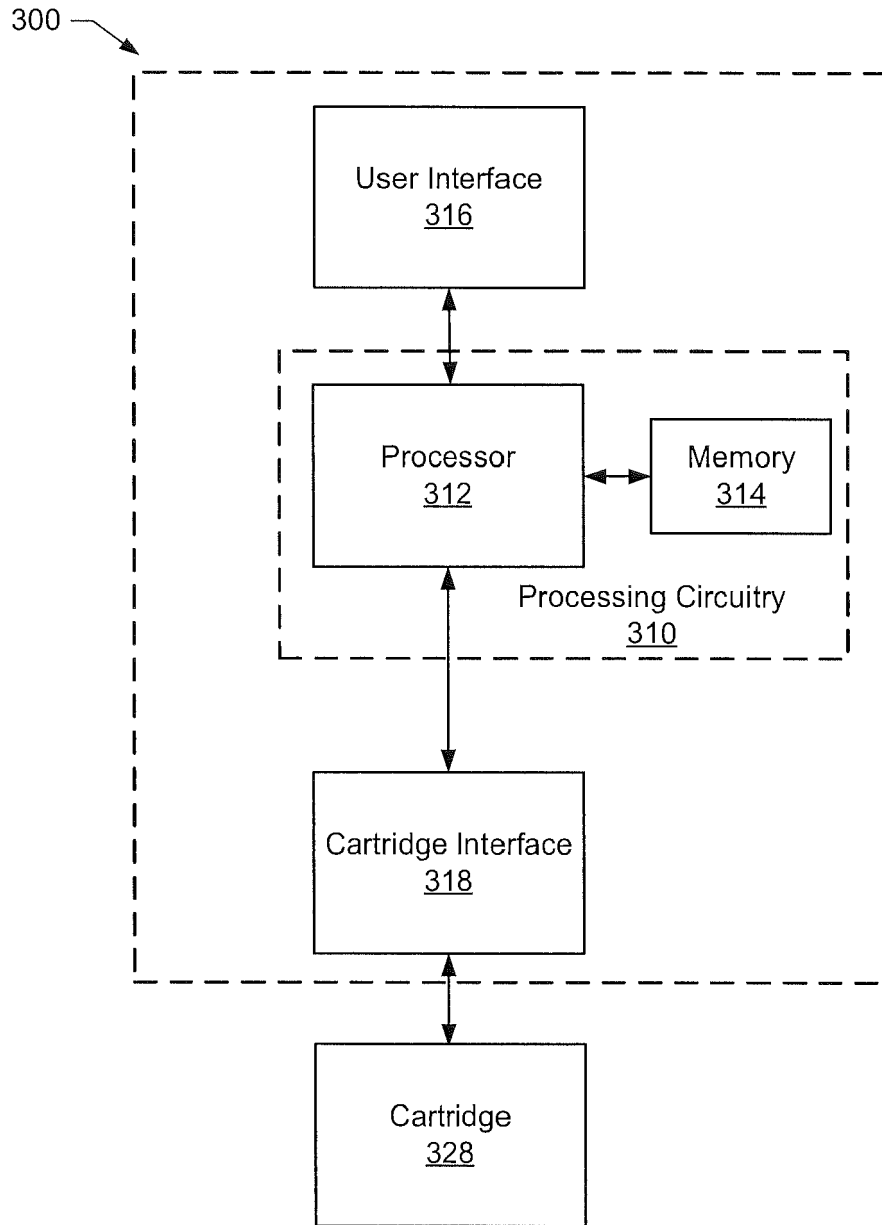 300
User Interface
316
Processor
312
Memory
314
Processing Circuitry
310
Cartridge Interface
318
Cartridge
328